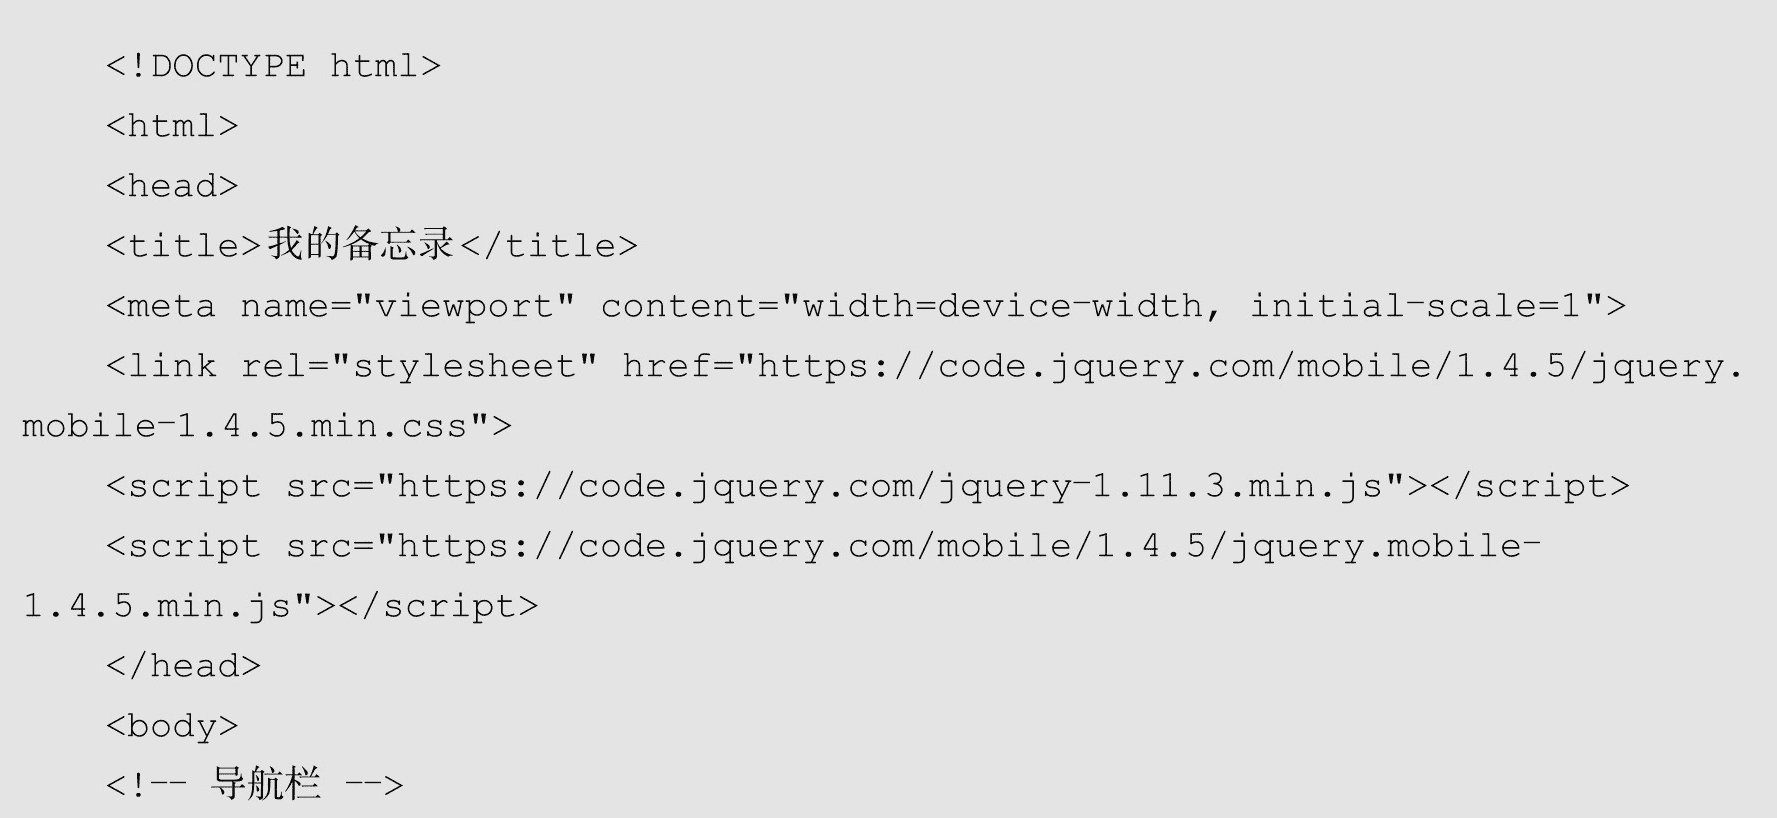 <!DOCTYPE html>
<html>
<head>
<title>我的备忘录</title>
<meta name="viewport" content="width=device-width, initial-scale=1">
<link rel="stylesheet" href="https://code.jquery.com/mobile/1.4.5/jquery.
mobile-1.4.5.min.css">
<script src="https://code.jquery.com/jquery-1.11.3.min.js"></script>
<script src="https://code.jquery.com/mobile/1.4.5/jquery.mobile-
1.4.5.min.js"></script>
</head>
<body>
<!-- 导航栏 -->